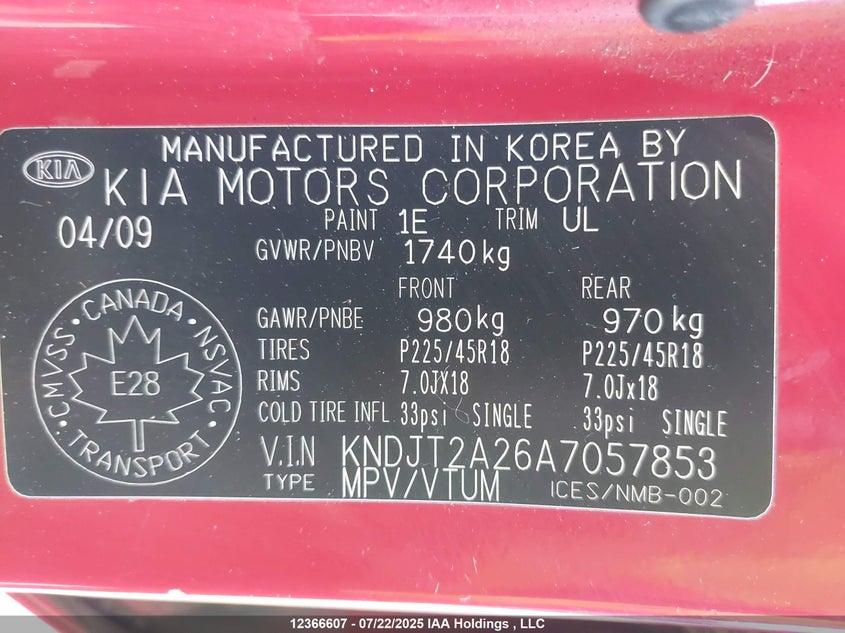 KIA
MANUFACTURED IN KOREA BY
KIA MOTORS CORPORATION
04/09
PAINT 1E TRIM UL
GVWR/PNBV 1740kg
FRONT REAR
GAWR/PNBE 980kg 970kg
TIRES P225/45R18 P225/45R18
RIMS 7.0JX18 7.0Jx18
COLD TIRE INFL 33psi SINGLE 33psi SINGLE
V.I.N KNDJT2A26A7057853
TYPE MPV/VTUM ICES/NMB-002
CMVSS • CANADA • NSVAC
E28
TRANSPORT
12366607 - 07/22/2025 IAA Holdings , LLC